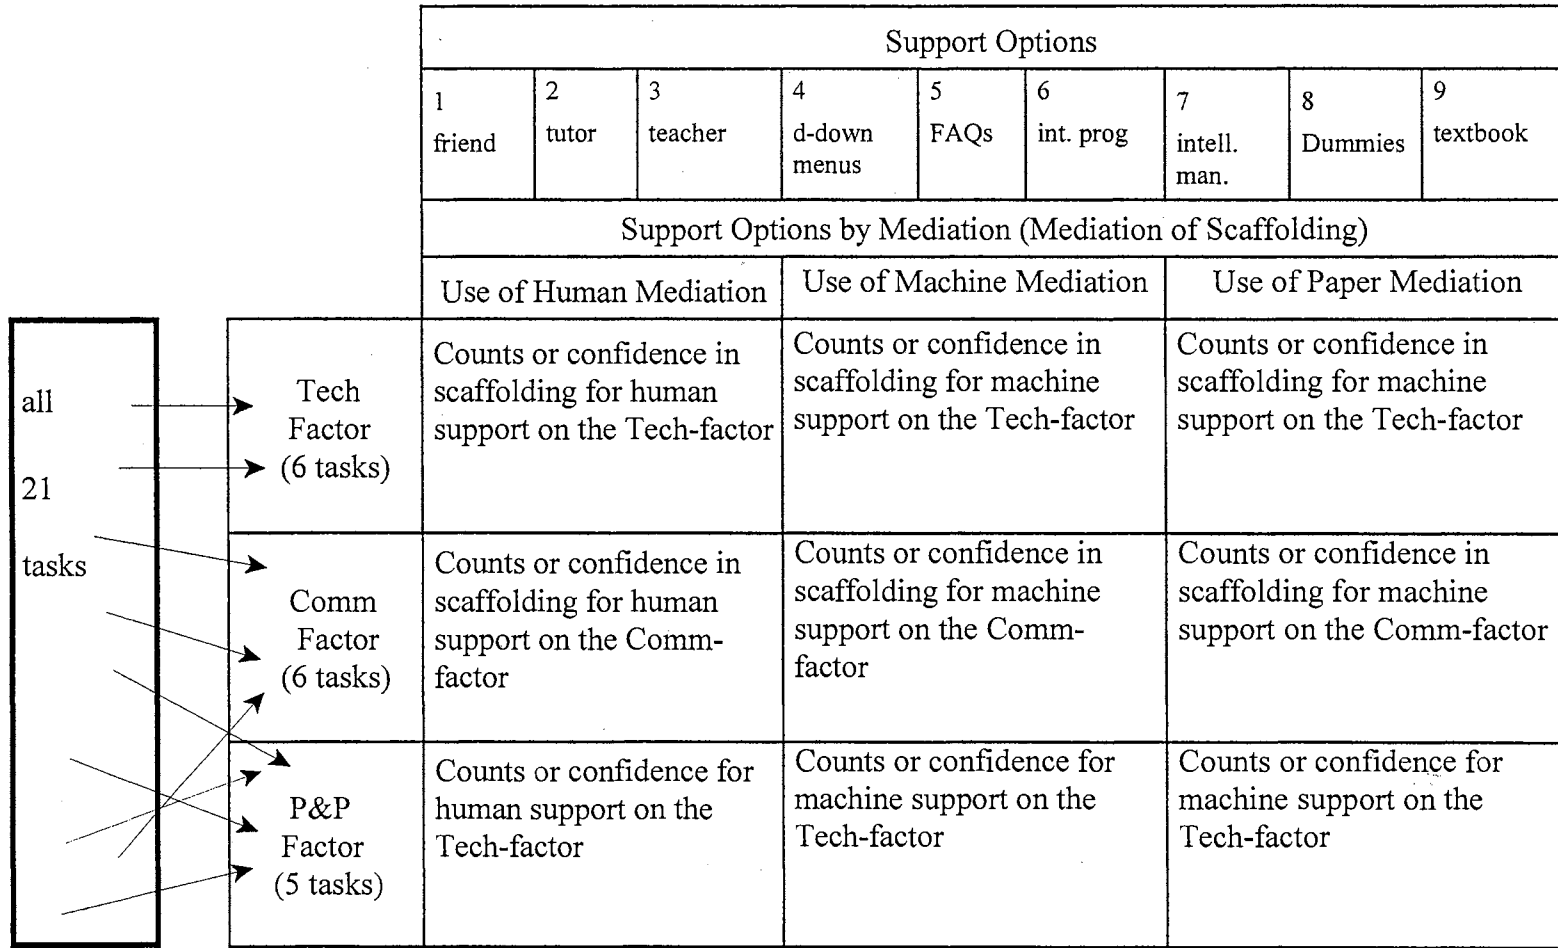 Support Options
1
friend
2
tutor
3
teacher
4
d-down
menus
5
FAQs
6
int. prog
7
intell.
man.
8
Dummies
9
textbook
Support Options by Mediation (Mediation of Scaffolding)
Use of Human Mediation
Use of Machine Mediation
Use of Paper Mediation
all
21
tasks
Tech
Factor
(6 tasks)
Counts or confidence in
scaffolding for human
support on the Tech-factor
Counts or confidence in
scaffolding for machine
support on the Tech-factor
Counts or confidence in
scaffolding for machine
support on the Tech-factor
Comm
Factor
(6 tasks)
Counts or confidence in
scaffolding for human
support on the Comm-
factor
Counts or confidence in
scaffolding for machine
support on the Comm-
factor
Counts or confidence in
scaffolding for machine
support on the Comm-factor
P&P
Factor
(5 tasks)
Counts or confidence for
human support on the
Tech-factor
Counts or confidence for
machine support on the
Tech-factor
Counts or confidence for
machine support on the
Tech-factor